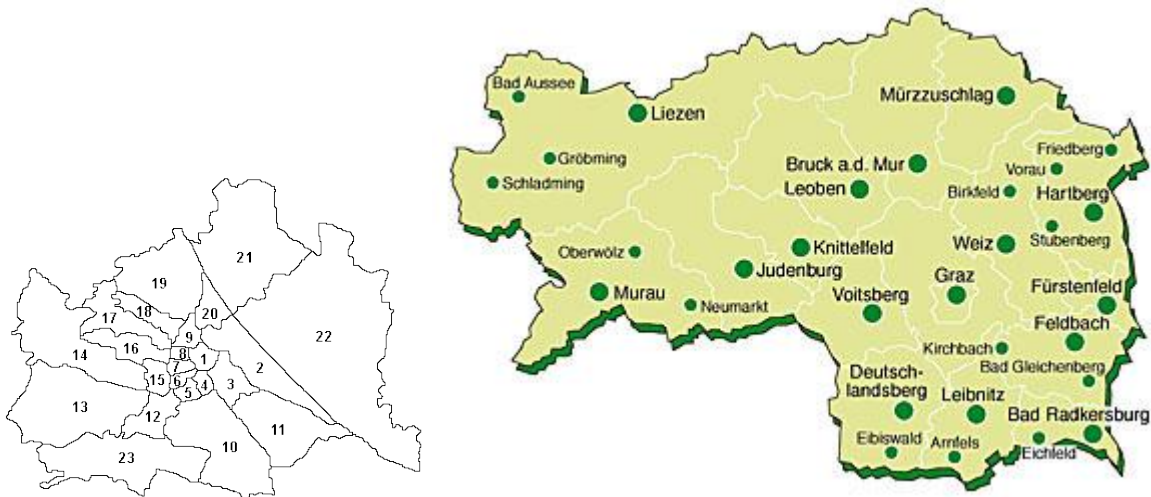 21
19
22
20
18
17
9
16
8
1
14
7
2
15
6
4
3
5
13
12
11
10
23
Bad Aussee
Liezen
Mürzzuschlag
Gröbming
Schladming
Bruck a.d. Mur
Leoben
Friedberg
Vorau
Birkfeld
Hartberg
Stubenberg
Oberwölz
Knittelfeld
Weiz
Judenburg
Murau
Neumarkt
Voitsberg
Graz
Fürstenfeld
Feldbach
Kirchbach
Bad Gleichenberg
Deutsch-
landsberg
Leibnitz
Bad Radkersburg
Eibiswald
Arnfels
Eichfeld